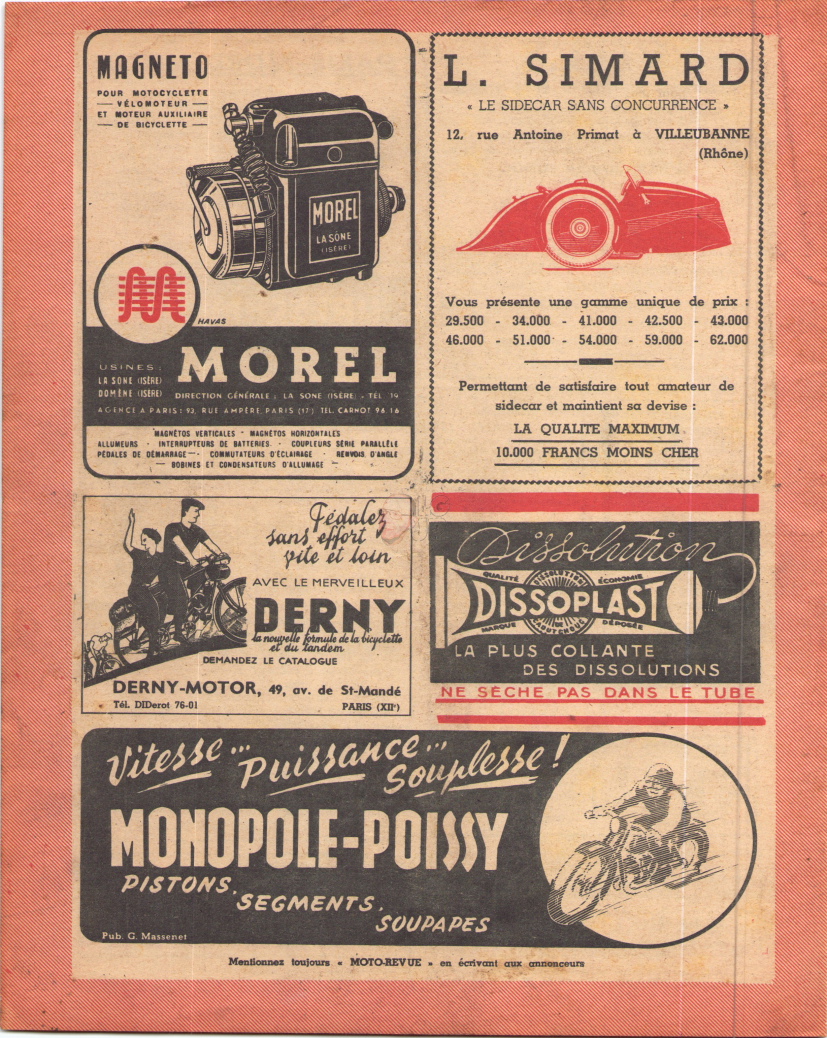 MAGNETO
POUR MOTOCYCLETTE
— VÉLOMOTEUR —
ET MOTEUR AUXILIAIRE
— DE BICYCLETTE —
MOREL
LA SÔNE
(ISÈRE)
HAVAS
USINES :
LA SONE (ISÈRE)
DOMÈNE (ISÈRE)
MOREL
DIRECTION GÉNÉRALE : LA SONE (ISÈRE) - TÉL 19
AGENCE A PARIS : 93, RUE AMPÈRE, PARIS (17) TÉL. CARNOT 96.16
MAGNÉTOS VERTICALES - MAGNÉTOS HORIZONTALES
ALLUMEURS - INTERRUPTEURS DE BATTERIES - COUPLEURS SÉRIE PARALLÈLE
PÉDALES DE DÉMARRAGE - COMMUTATEURS D'ÉCLAIRAGE - RENVOIS D'ANGLE
— BOBINES ET CONDENSATEURS D'ALLUMAGE —
L. SIMARD
« LE SIDECAR SANS CONCURRENCE »
12, rue Antoine Primat à VILLEUBANNE
(Rhône)
Vous présente une gamme unique de prix :
29.500 - 34.000 - 41.000 - 42.500 - 43.000
46.000 - 51.000 - 54.000 - 59.000 - 62.000
Permettant de satisfaire tout amateur de
sidecar et maintient sa devise :
LA QUALITE MAXIMUM
10.000 FRANCS MOINS CHER
Pédalez
sans effort
vite et loin
AVEC LE MERVEILLEUX
DERNY
la nouvelle formule de la bicyclette
et du tandem
DEMANDEZ LE CATALOGUE
DERNY-MOTOR, 49, av. de St-Mandé
Tél. DIDerot 76-01 PARIS (XIIe)
Dissolution
QUALITÉ DISSOLUTION ÉCONOMIE
DISSOPLAST
MARQUE DÉPOSÉE
LA PLUS COLLANTE
DES DISSOLUTIONS
NE SÈCHE PAS DANS LE TUBE
Vitesse... Puissance... Souplesse !
MONOPOLE-POISSY
PISTONS,
SEGMENTS,
SOUPAPES
Pub. G. Massenet
Mentionnez toujours « MOTO-REVUE » en écrivant aux annonceurs